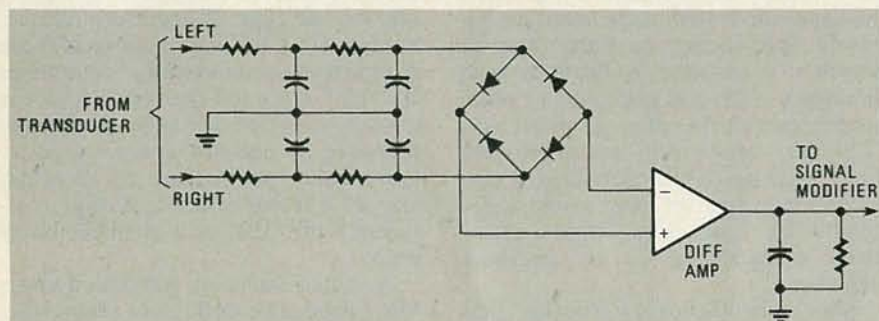 LEFT
FROM
TRANSDUCER
RIGHT
TO
SIGNAL
MODIFIER
−
+
DIFF
AMP